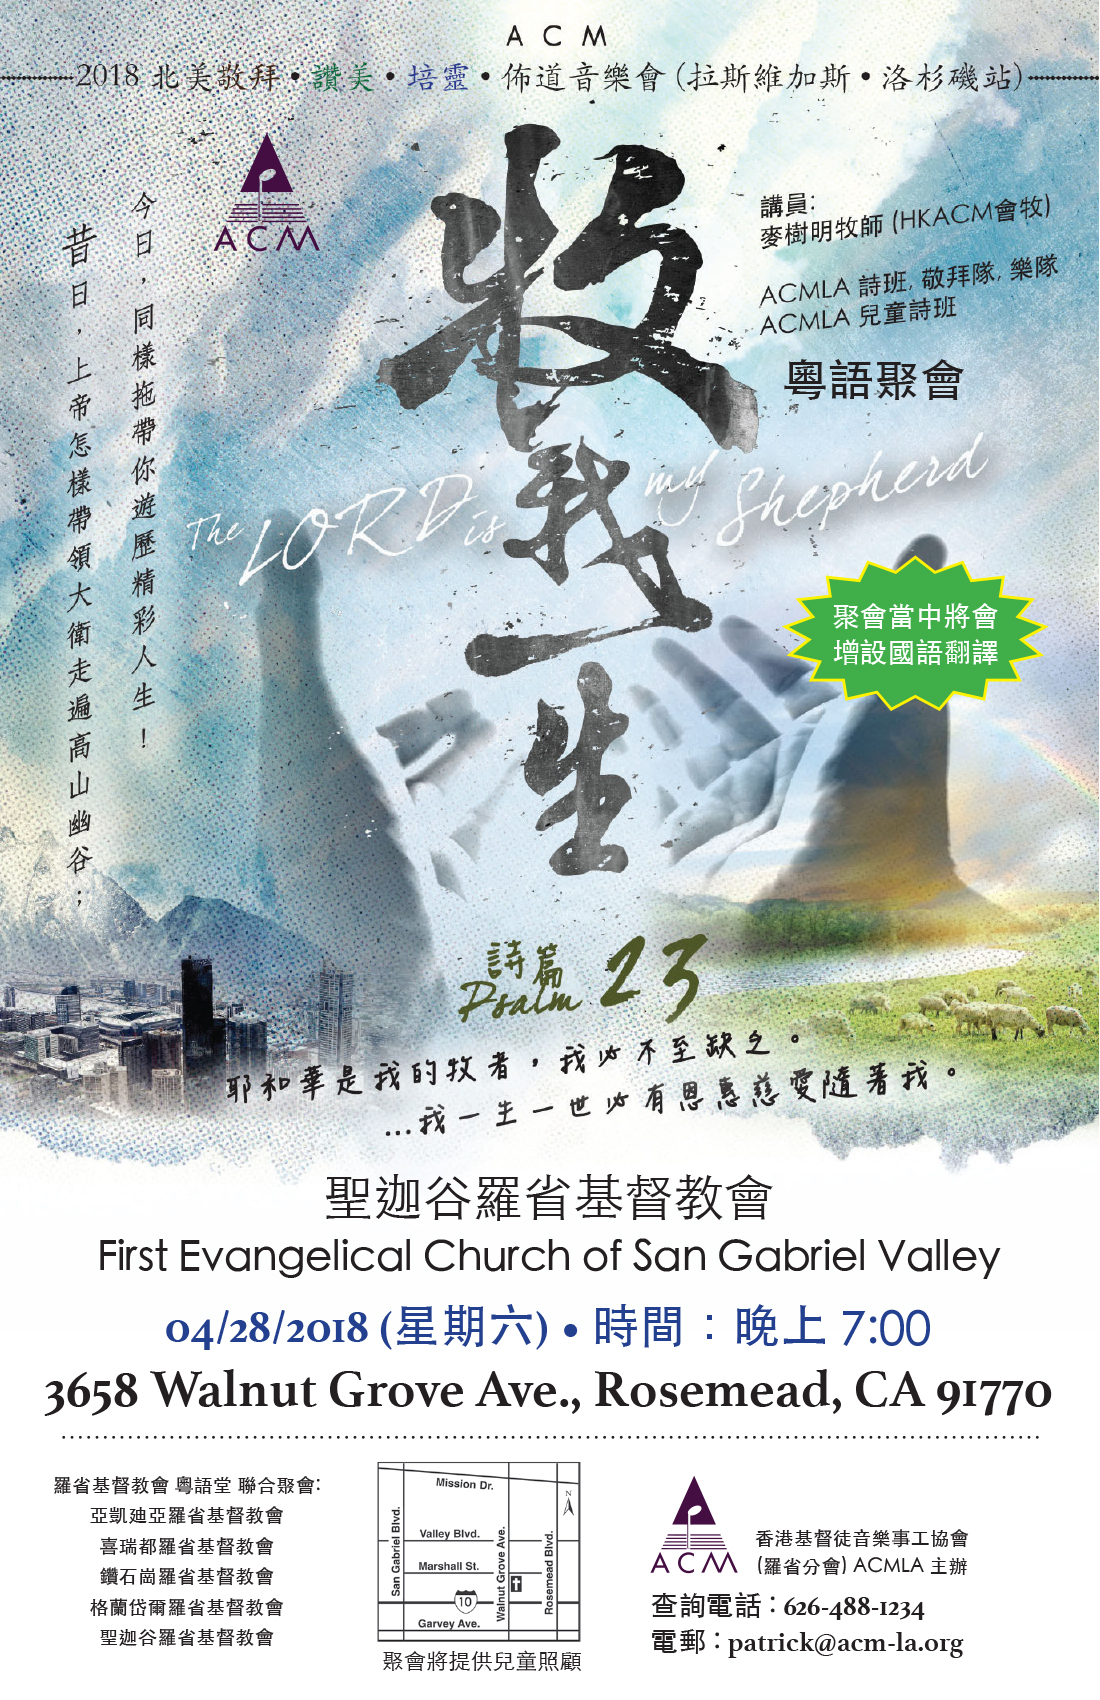 ACM
2018 北美敬拜•讚美•培靈•佈道音樂會(拉斯維加斯•洛杉磯站)
ACM
昔日，上帝怎樣帶領大衛走遍高山幽谷；
今日，同樣拖帶你遊歷精彩人生！
講員:
麥樹明牧師 (HKACM會牧)
ACMLA 詩班, 敬拜隊, 樂隊
ACMLA 兒童詩班
粵語聚會
牧我一生
The LORD is my Shepherd
聚會當中將會
增設國語翻譯
詩篇 23
Psalm
耶和華是我的牧者，我必不至缺乏。
...我一生一世必有恩惠慈愛隨著我。
聖迦谷羅省基督教會
First Evangelical Church of San Gabriel Valley
04/28/2018 (星期六) • 時間：晚上 7:00
3658 Walnut Grove Ave., Rosemead, CA 91770
羅省基督教會 粵語堂 聯合聚會:
亞凱廸亞羅省基督教會
喜瑞都羅省基督教會
鑽石崗羅省基督教會
格蘭岱爾羅省基督教會
聖迦谷羅省基督教會
Mission Dr.
N
San Gabriel Blvd.
Valley Blvd.
Walnut Grove Ave.
Rosemead Blvd.
Marshall St.
10
Garvey Ave.
聚會將提供兒童照顧
ACM
香港基督徒音樂事工協會
(羅省分會) ACMLA 主辦
查詢電話：626-488-1234
電郵：patrick@acm-la.org